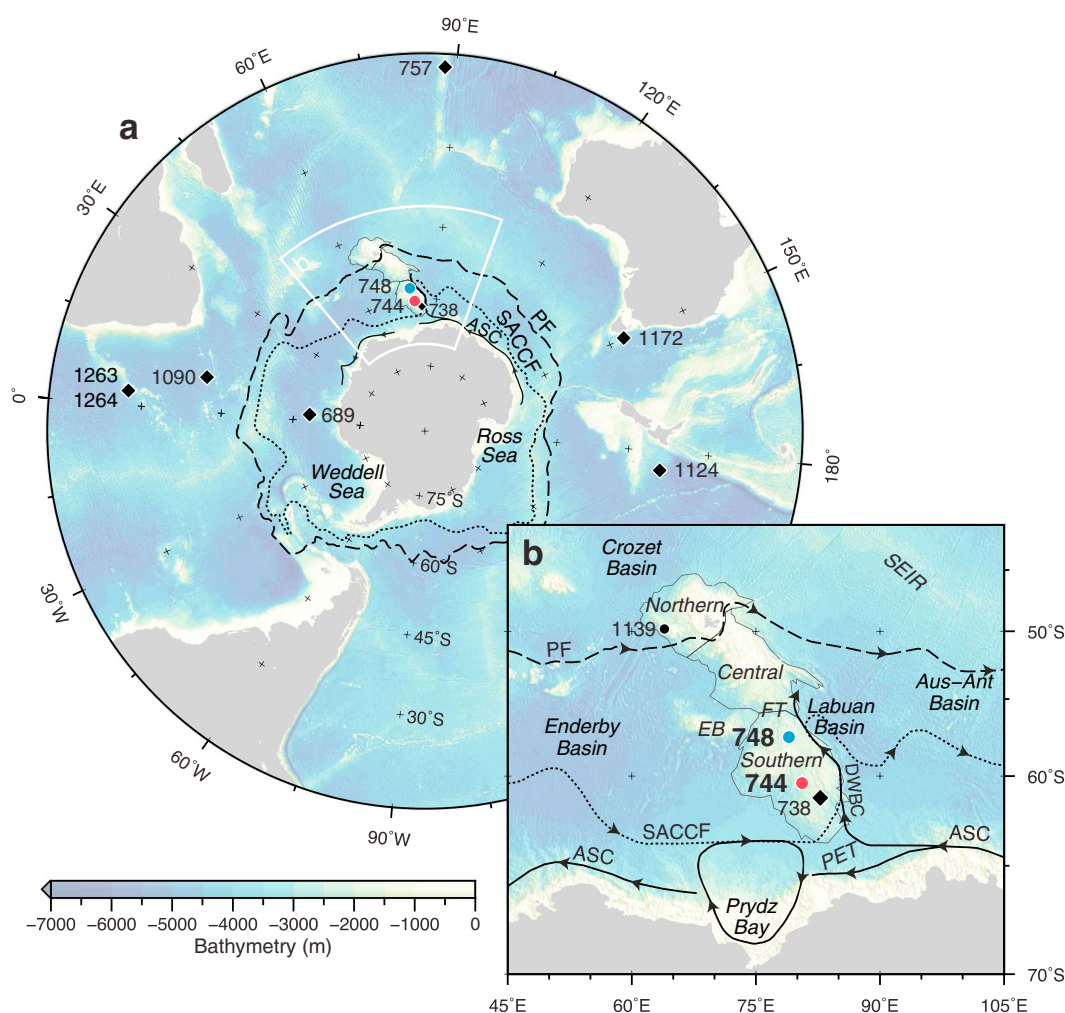 90°E
60°E
757
120°E
a
30°E
150°E
b
748
744
738
PF
SACCF
ASC
1172
1263
1264
1090
0°
689
Ross
Sea
180°
1124
Weddell
Sea
75°S
60°S
45°S
30°S
30°W
60°W
90°W
b
Crozet
Basin
SEIR
Northern
1139
50°S
PF
Central
Aus–Ant
Basin
FT
Labuan
Basin
Enderby
Basin
EB
748
Southern
60°S
744
738
DWBC
SACCF
ASC
ASC
PET
Prydz
Bay
70°S
45°E
60°E
75°E
90°E
105°E
−7000 −6000 −5000 −4000 −3000 −2000 −1000 0
Bathymetry (m)